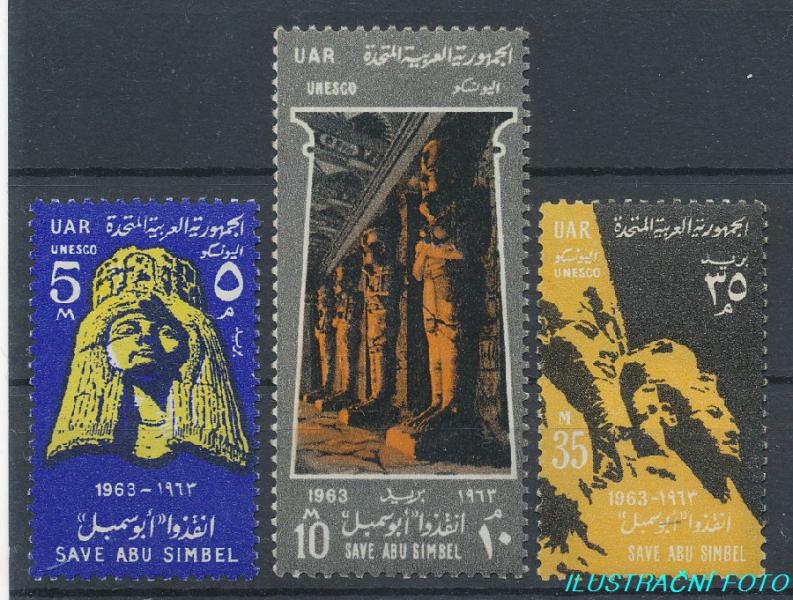 UAR الجمهورية العربية المتحدة
UNESCO اليونسكو
5 ٥
M م
بريد
1963 - ١٩٦٣
انقذوا "أبو سمبل"
SAVE ABU SIMBEL
UAR الجمهورية العربية المتحدة
UNESCO اليونسكو
1963 بريد ١٩٦٣
M م
10 انقذوا "أبو سمبل" ١٠
SAVE ABU SIMBEL
UAR الجمهورية العربية المتحدة
اليونسكو بريد
UNESCO ٣٥
م
M
35
1963 - ١٩٦٣
انقذوا "أبو سمبل"
SAVE ABU SIMBEL
ILUSTRAČNÍ FOTO